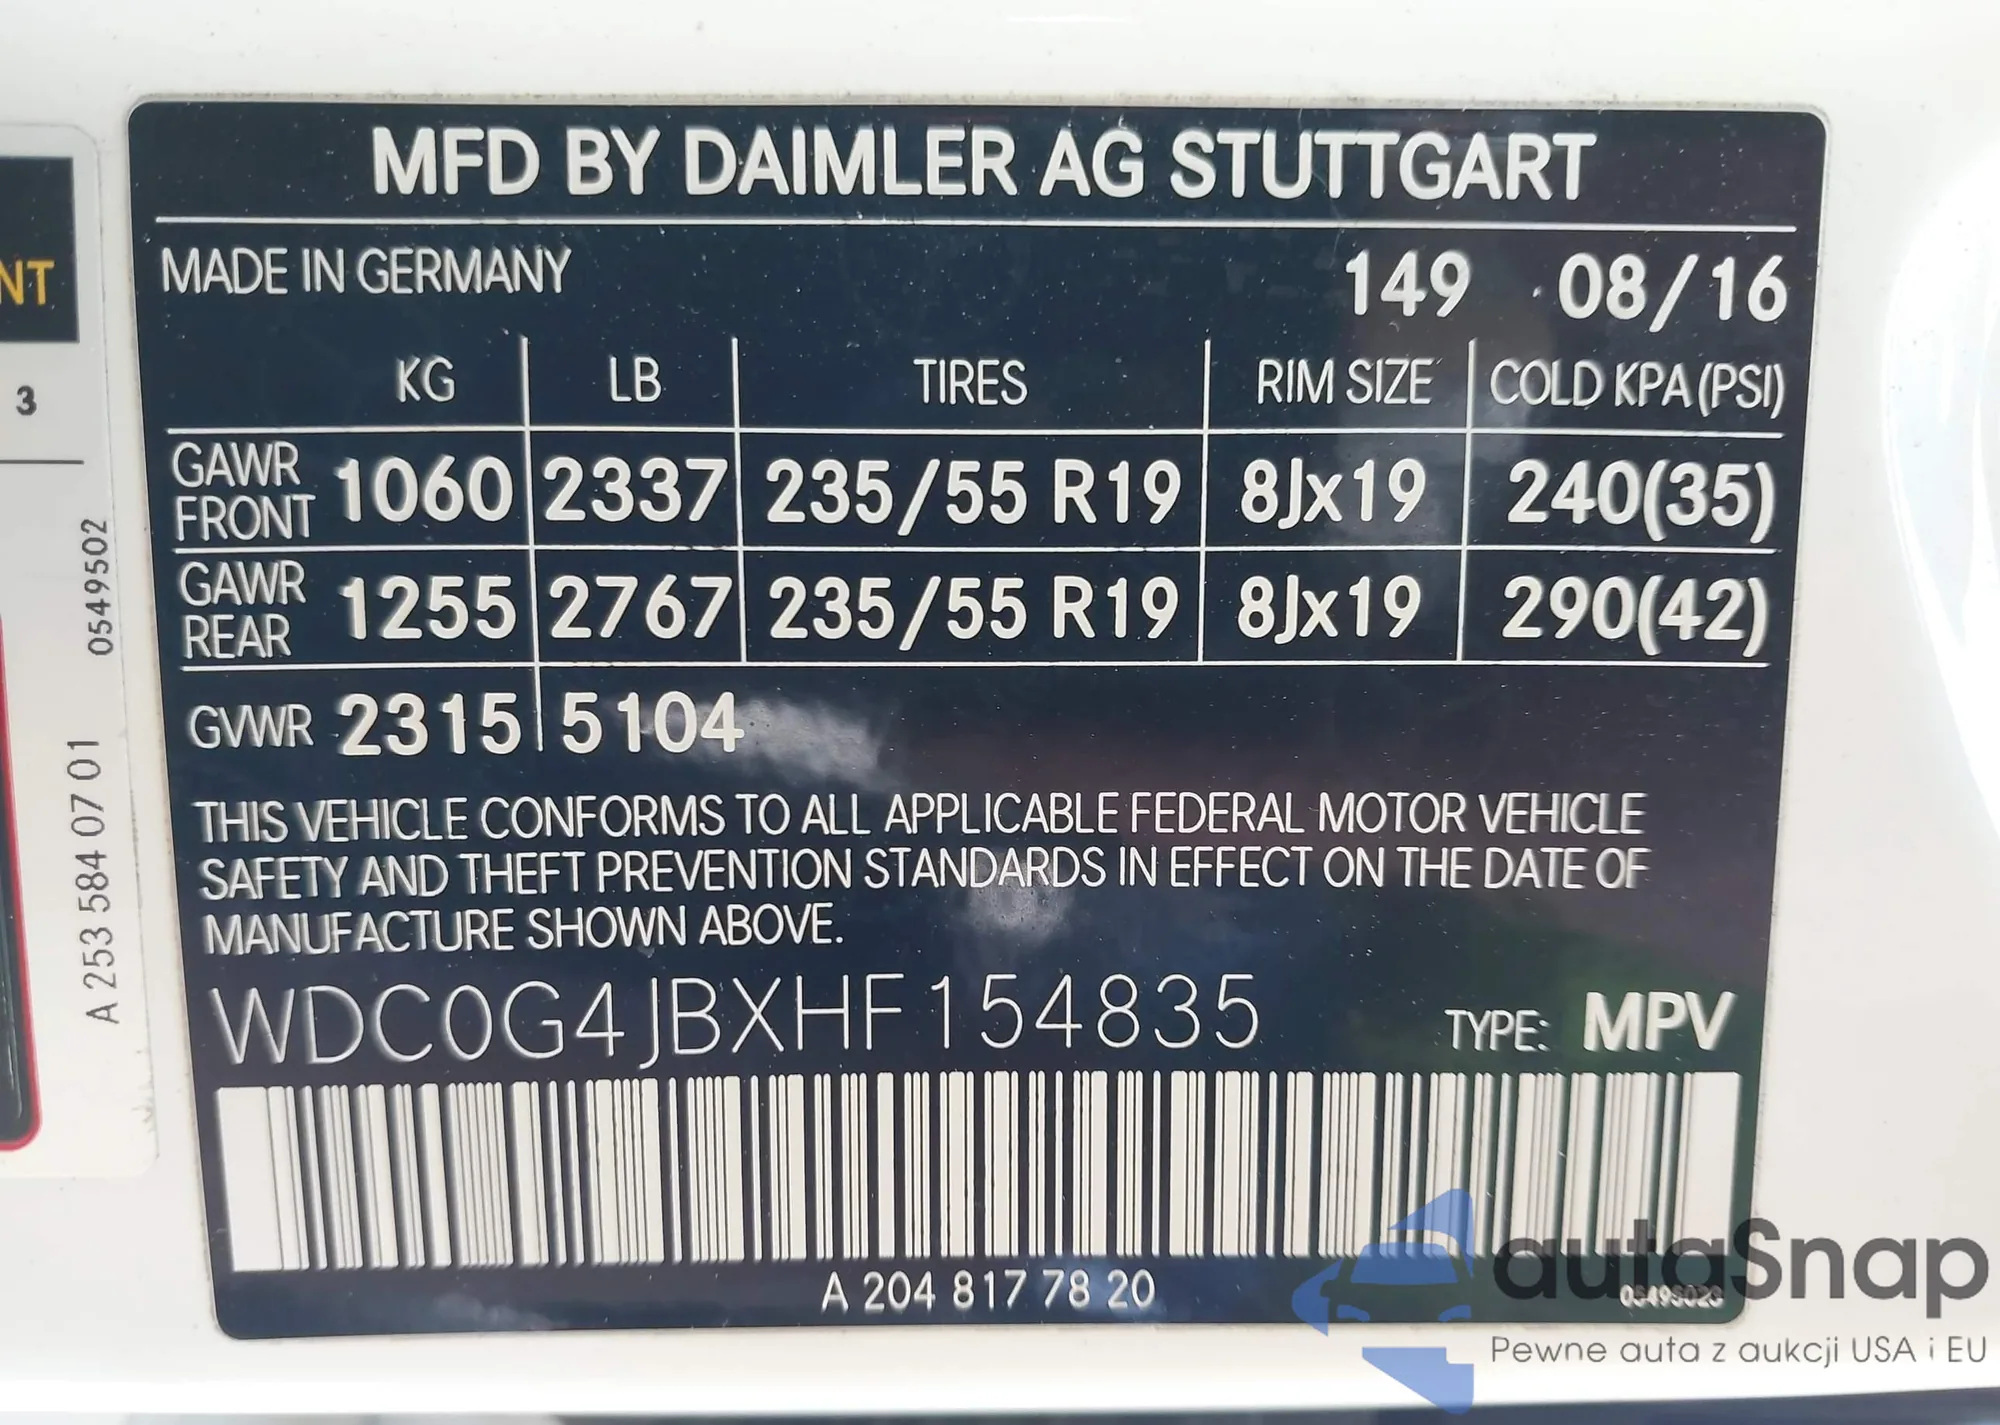 MFD BY DAIMLER AG STUTTGART
MADE IN GERMANY 149 08/16
KG LB TIRES RIM SIZE COLD KPA (PSI)
GAWR FRONT 1060 2337 235/55 R19 8Jx19 240(35)
GAWR REAR 1255 2767 235/55 R19 8Jx19 290(42)
GVWR 2315 5104
THIS VEHICLE CONFORMS TO ALL APPLICABLE FEDERAL MOTOR VEHICLE
SAFETY AND THEFT PREVENTION STANDARDS IN EFFECT ON THE DATE OF
MANUFACTURE SHOWN ABOVE.
WDC0G4JBXHF154835 TYPE: MPV
A 204 817 78 20
NT
3
0549502
A 253 584 07 01
autaSnap
Pewne auta z aukcji USA i EU